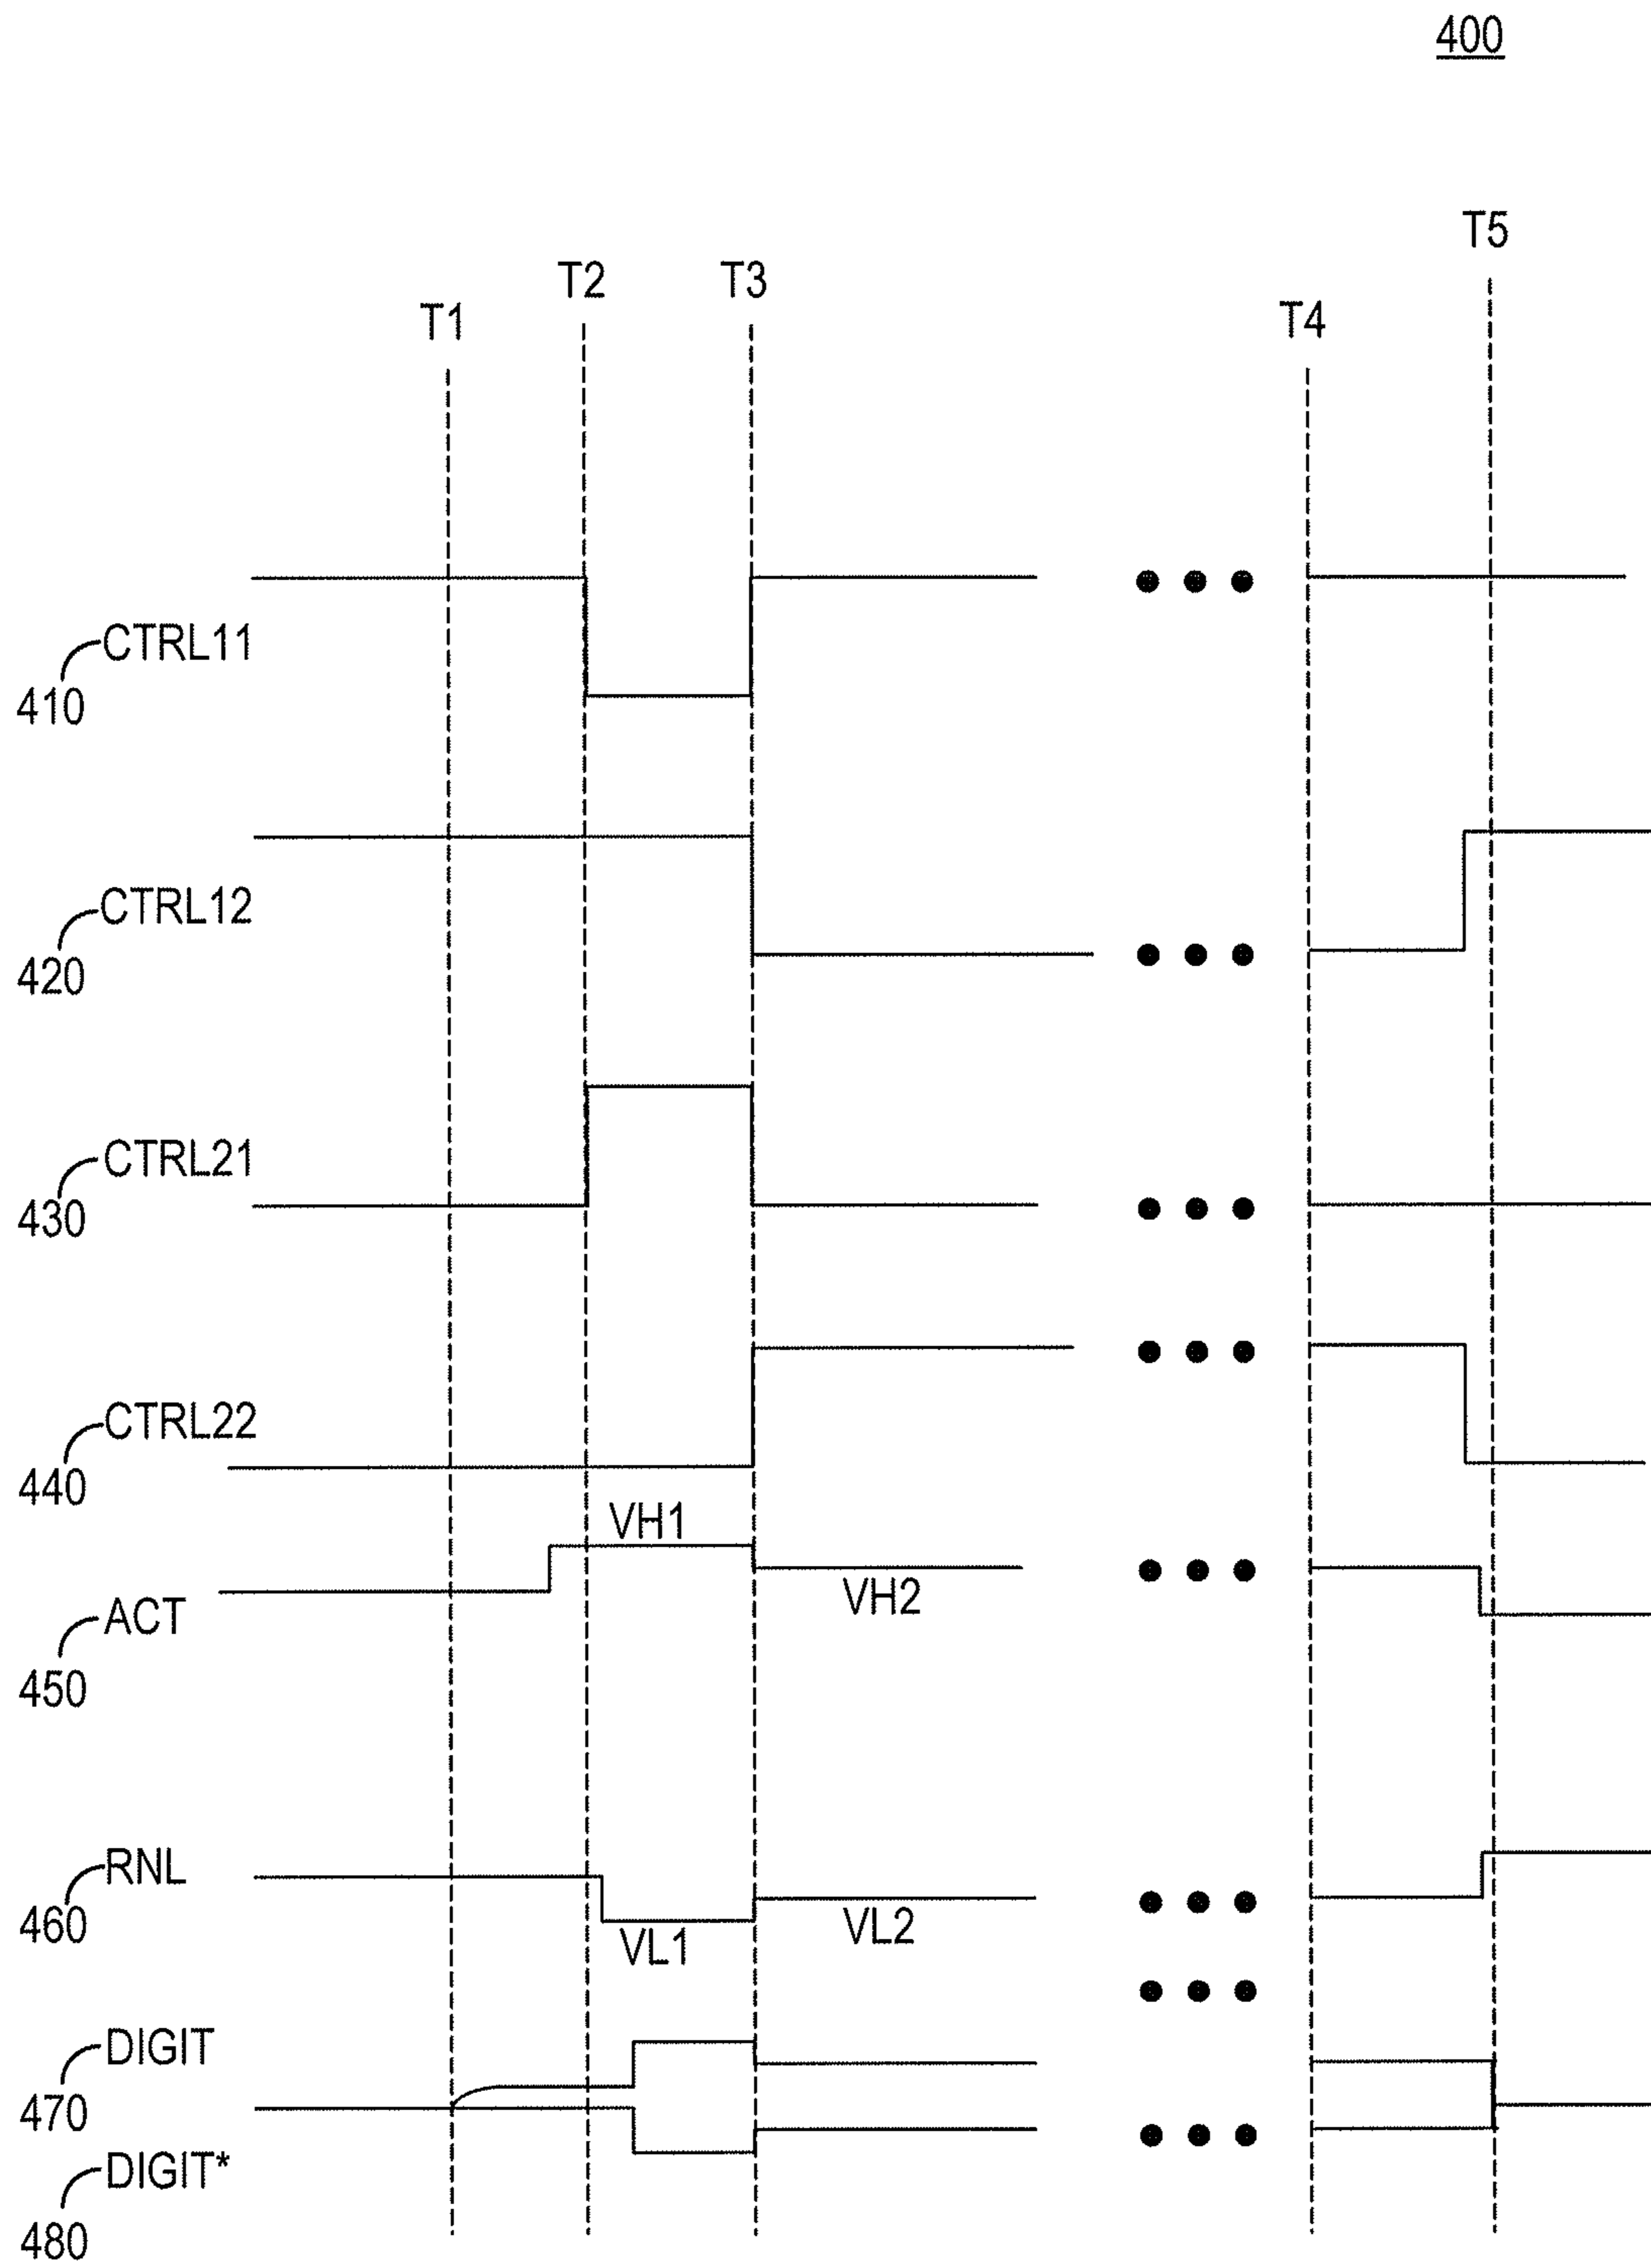 400
T5
T2
T3
T1
T4
CTRL11
410
CTRL12
420
CTRL21
430
CTRL22
440
VH1
VH2
ACT
450
RNL
460
VL1
VL2
DIGIT
470
DIGIT*
480